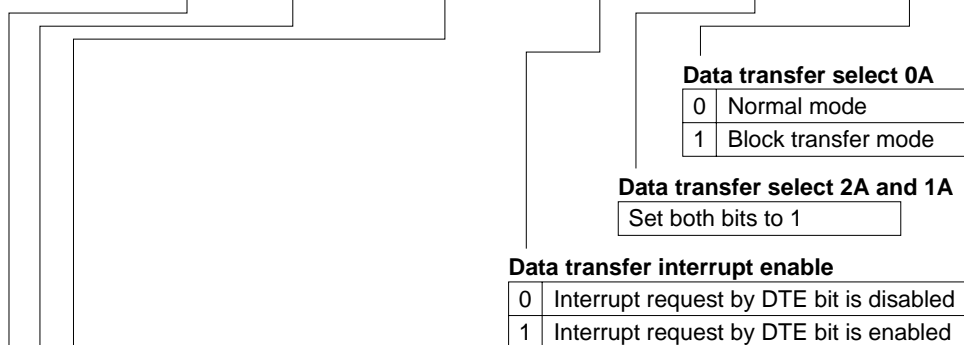 Data transfer select 0A
0 Normal mode
1 Block transfer mode
Data transfer select 2A and 1A
Set both bits to 1
Data transfer interrupt enable
0 Interrupt request by DTE bit is disabled
1 Interrupt request by DTE bit is enabled